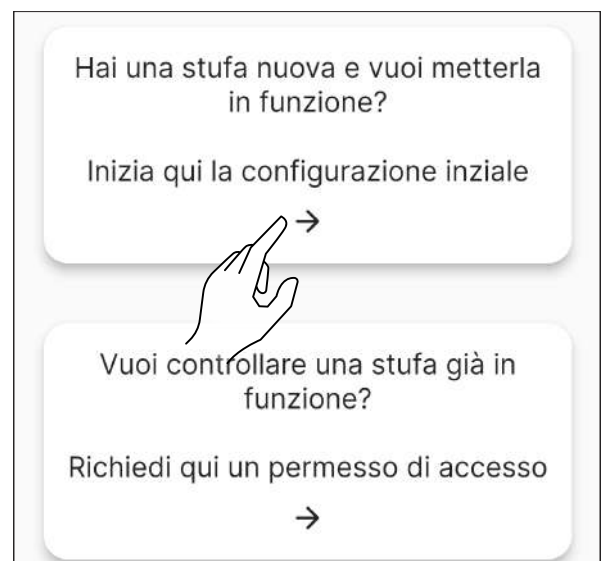 Hai una stufa nuova e vuoi metterla
in funzione?
Inizia qui la configurazione inziale
→
Vuoi controllare una stufa già in
funzione?
Richiedi qui un permesso di accesso
→